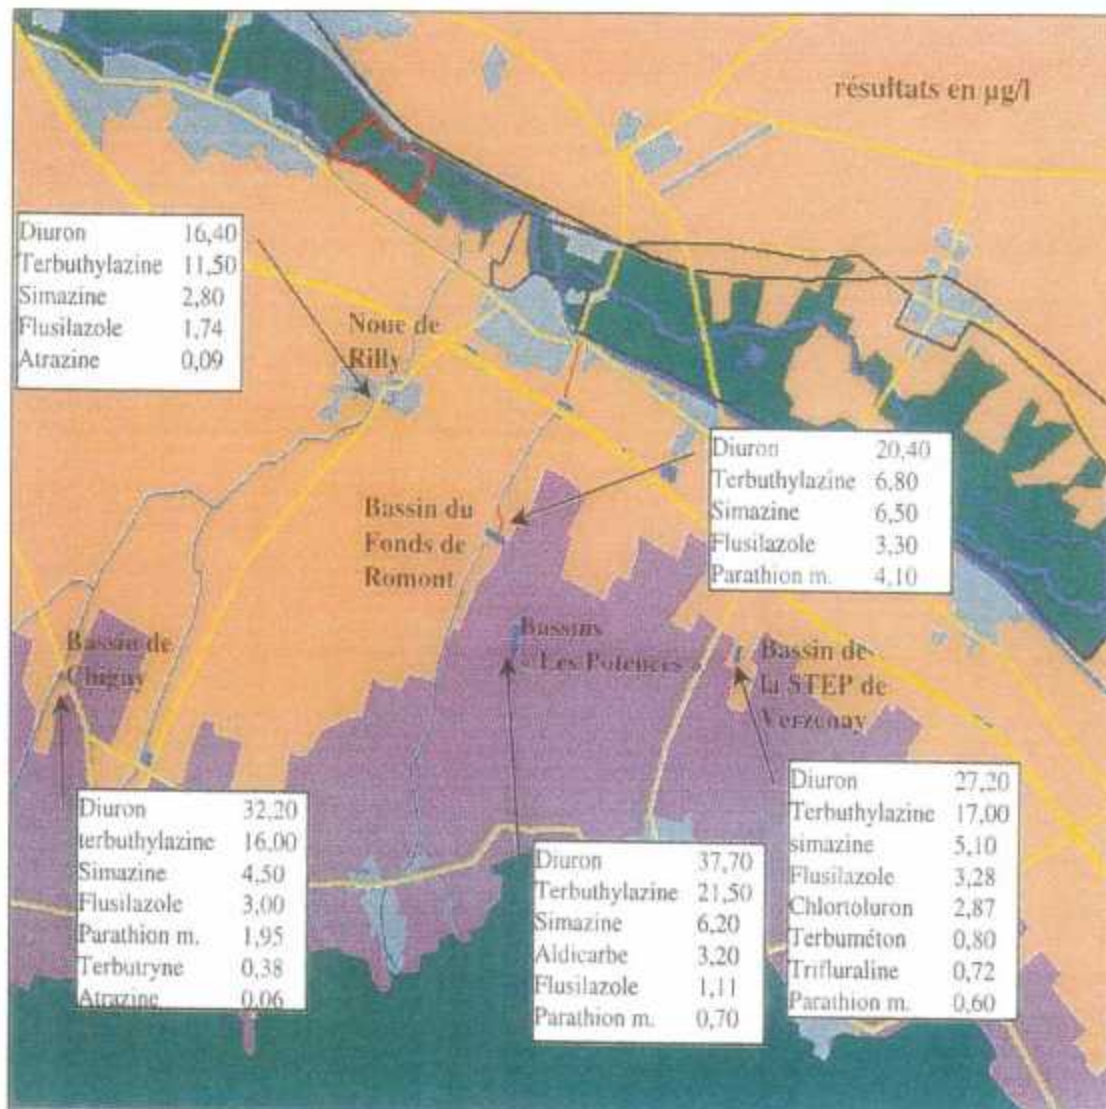 résultats en µg/l
Diuron 16,40
Terbuthylazine 11,50
Simazine 2,80
Flusilazole 1,74
Atrazine 0,09
Noue de
Rilly
Diuron 20,40
Terbuthylazine 6,80
Simazine 6,50
Flusilazole 3,30
Parathion m. 4,10
Bassin du
Fonds de
Romont
Bassin de
Chigny
Bassins
« Les Potences »
Bassin de
la STEP de
Verzenay
Diuron 32,20
terbuthylazine 16,00
Simazine 4,50
Flusilazole 3,00
Parathion m. 1,95
Terbutryne 0,38
Atrazine 0,06
Diuron 37,70
Terbuthylazine 21,50
Simazine 6,20
Aldicarbe 3,20
Flusilazole 1,11
Parathion m. 0,70
Diuron 27,20
Terbuthylazine 17,00
simazine 5,10
Flusilazole 3,28
Chlortoluron 2,87
Terbuméton 0,80
Trifluraline 0,72
Parathion m. 0,60